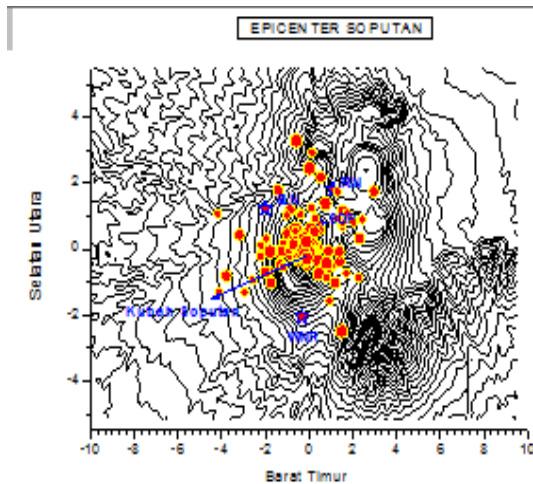 EPICENTER SOPUTAN
4
2
0
-2
-4
Selatan Utara
Kubah Soputan
WNR
-10 -8 -6 -4 -2 0 2 4 6 8 10
Barat Timur